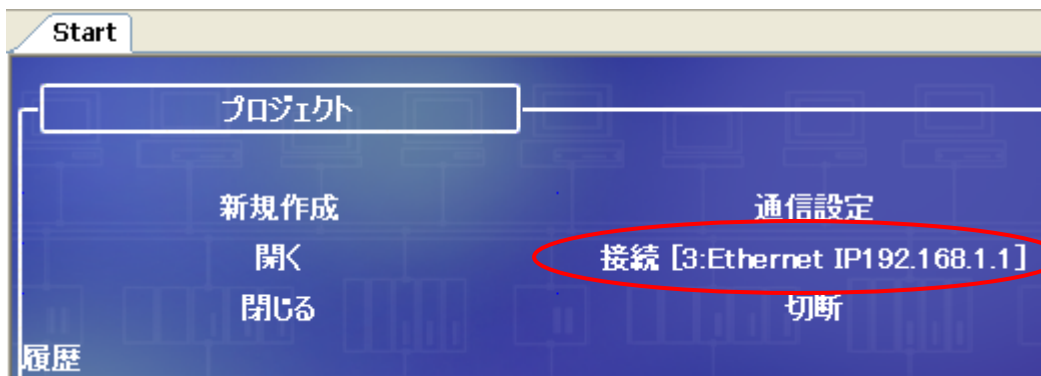 Start
プロジェクト
新規作成
通信設定
開く
接続 [3:Ethernet IP192.168.1.1]
閉じる
切断
履歴